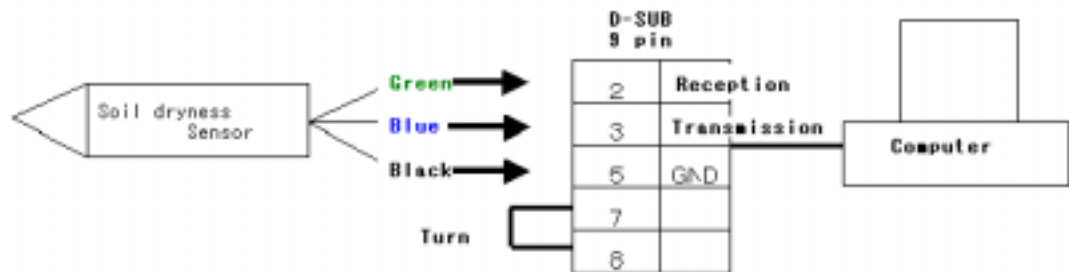 D-SUB
9 pin
Green
2 Reception
Soil dryness
Sensor
Blue
3 Transmission
Computer
Black
5 GND
7
Turn
8